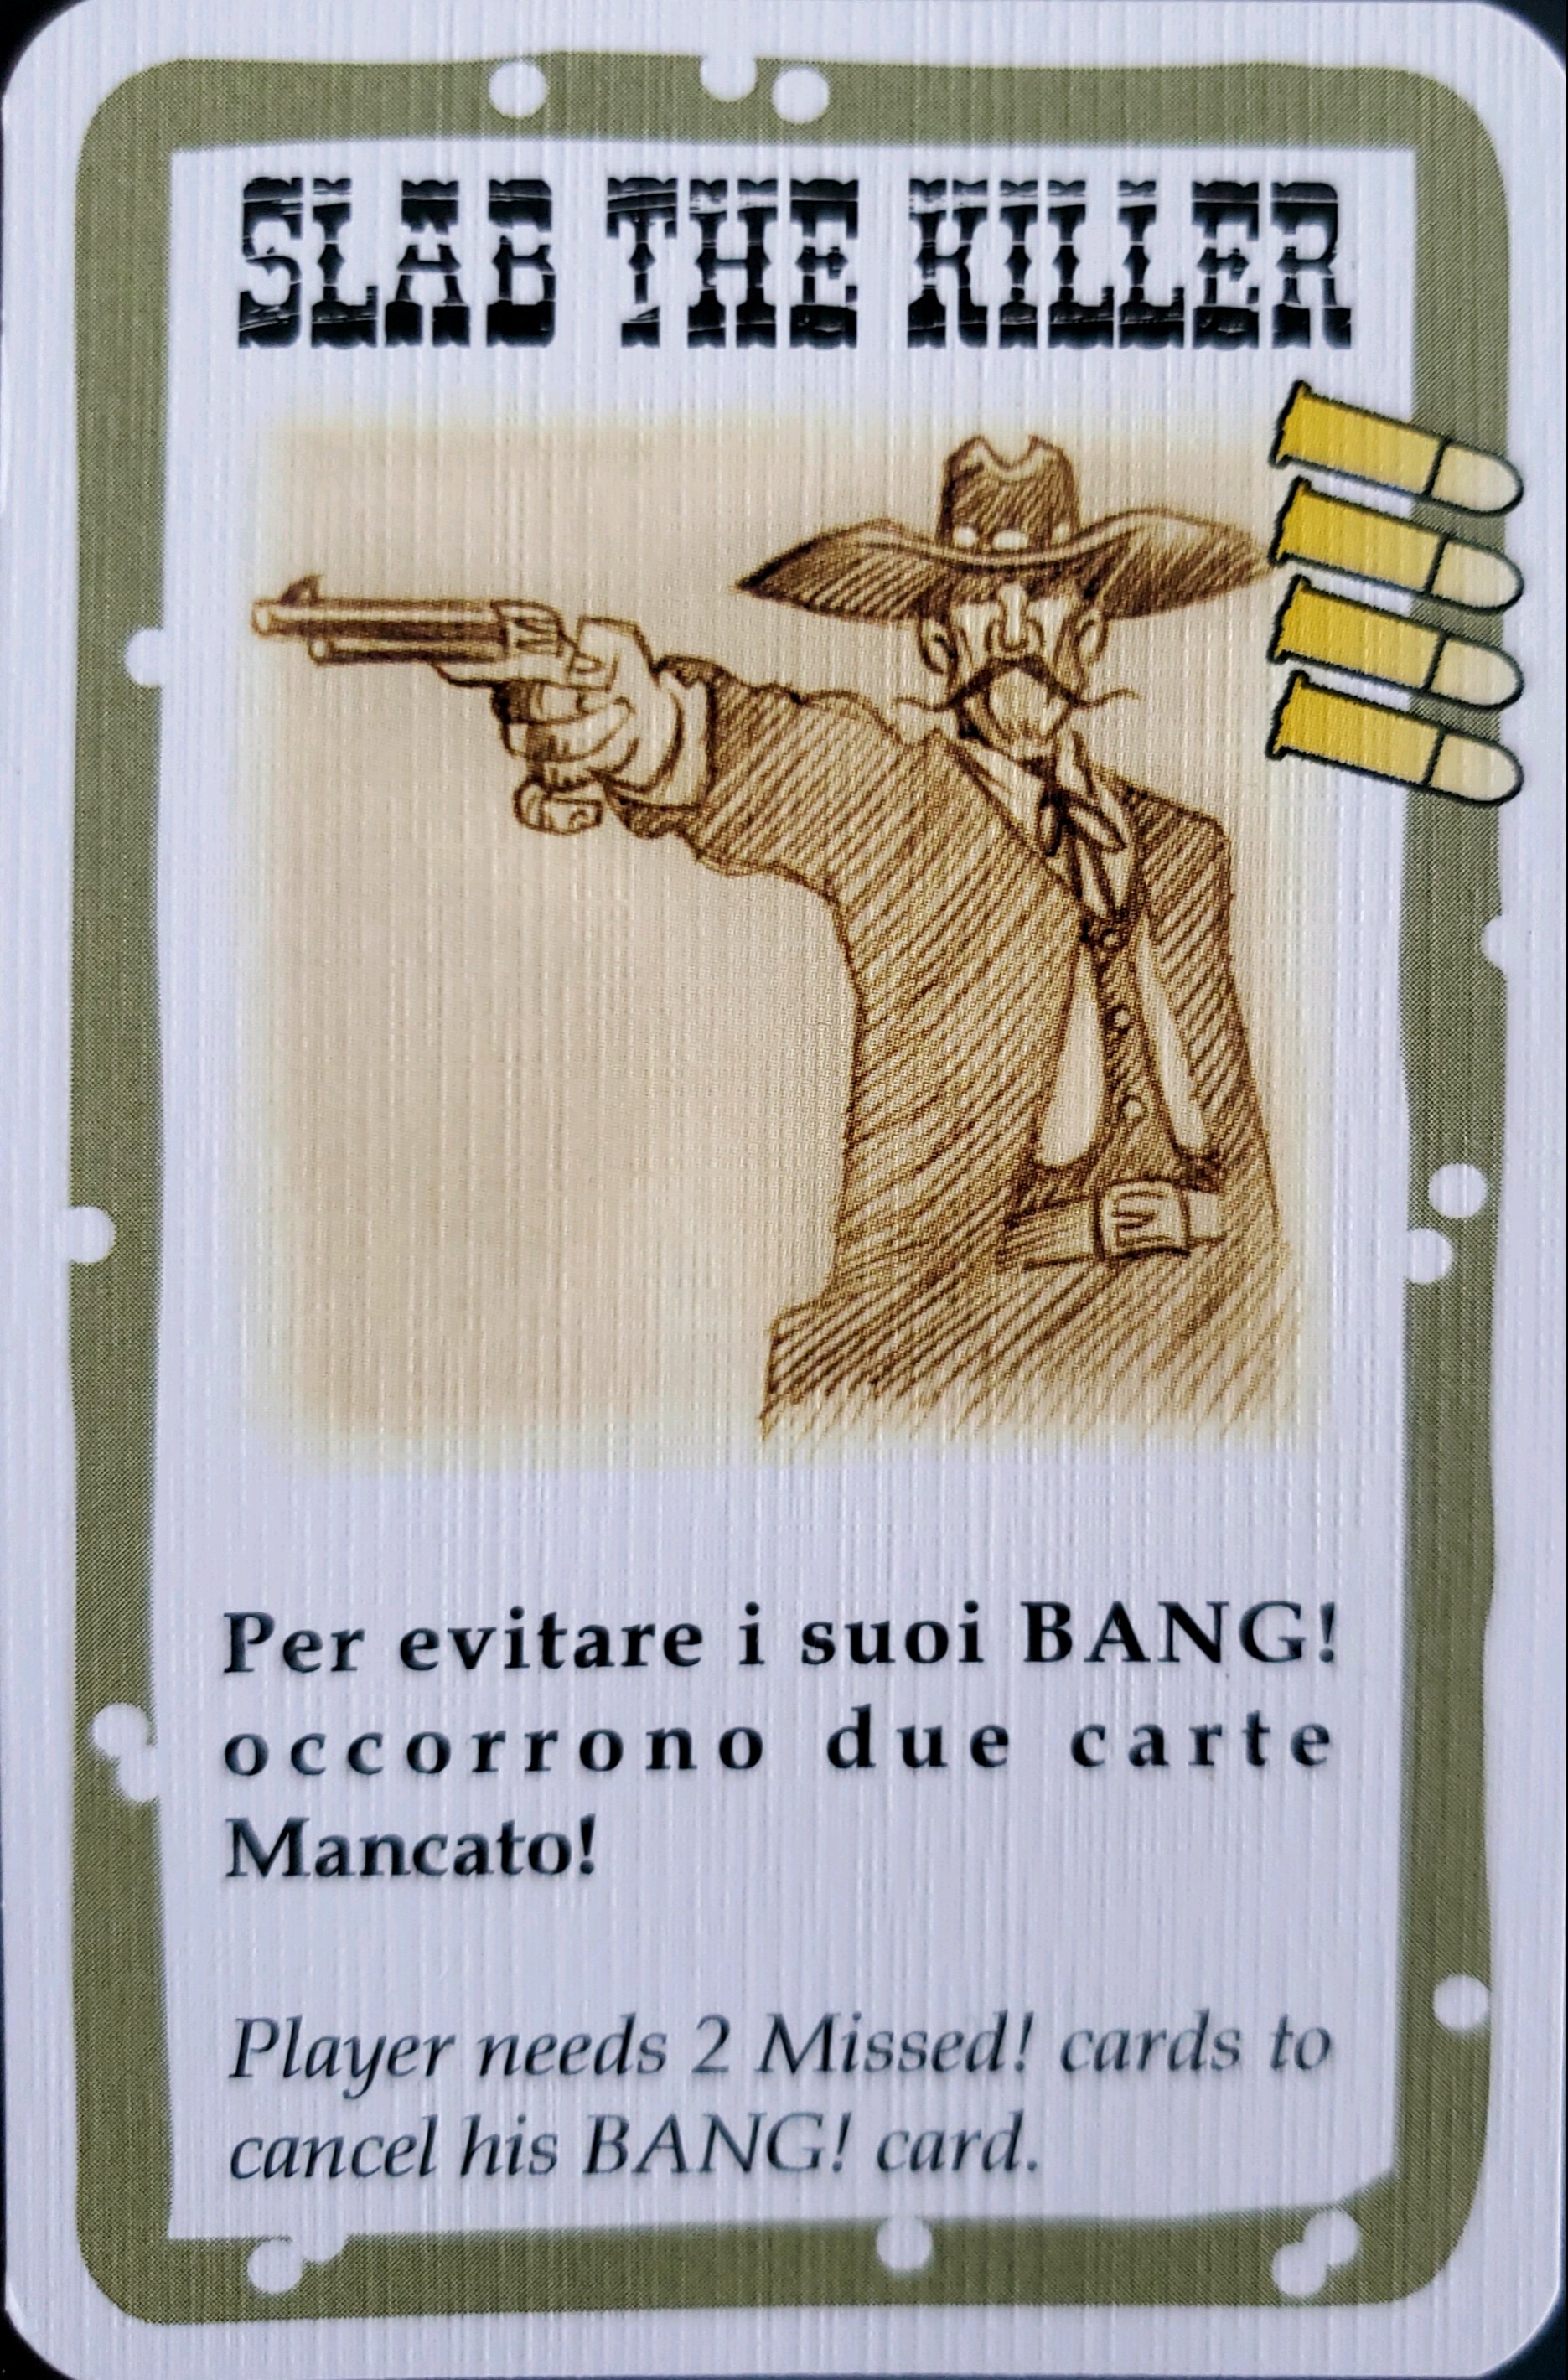 SLAB THE KILLER
Per evitare i suoi BANG!
occorrono due carte
Mancato!
Player needs 2 Missed! cards to
cancel his BANG! card.